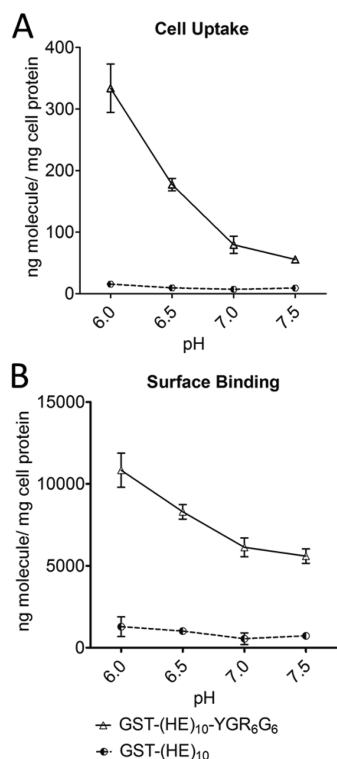 A
Cell Uptake
ng molecule/ mg cell protein
400
300
200
100
0
6.0 6.5 7.0 7.5
pH
B
Surface Binding
ng molecule/ mg cell protein
15000
10000
5000
0
6.0 6.5 7.0 7.5
pH
GST-(HE)₁₀-YGR₆G₆
GST-(HE)₁₀